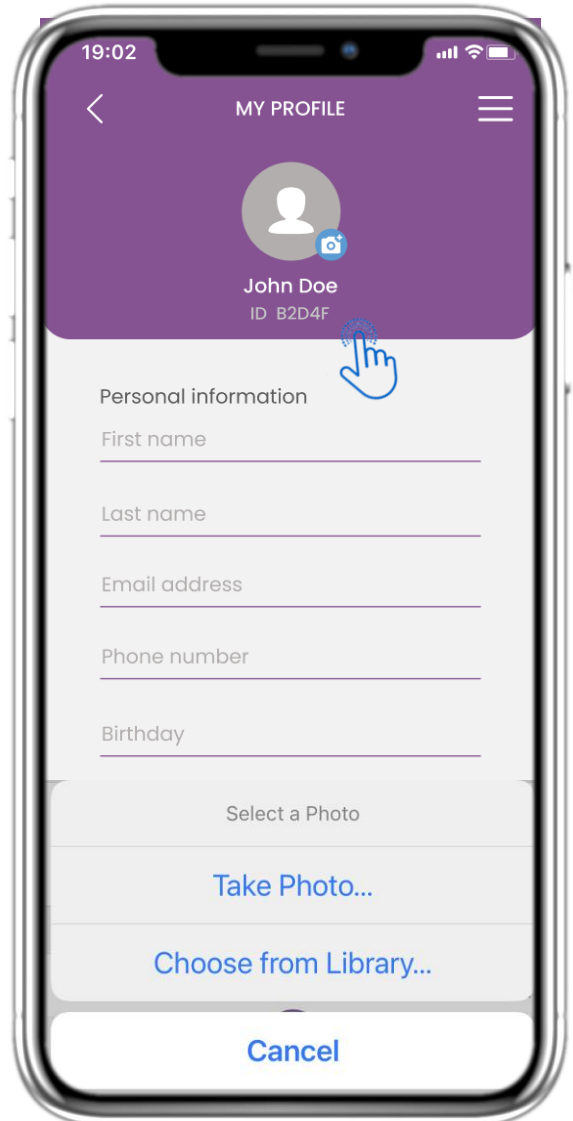 19:02
MY PROFILE
John Doe
ID B2D4F
Personal information
First name
Last name
Email address
Phone number
Birthday
Select a Photo
Take Photo...
Choose from Library...
Cancel